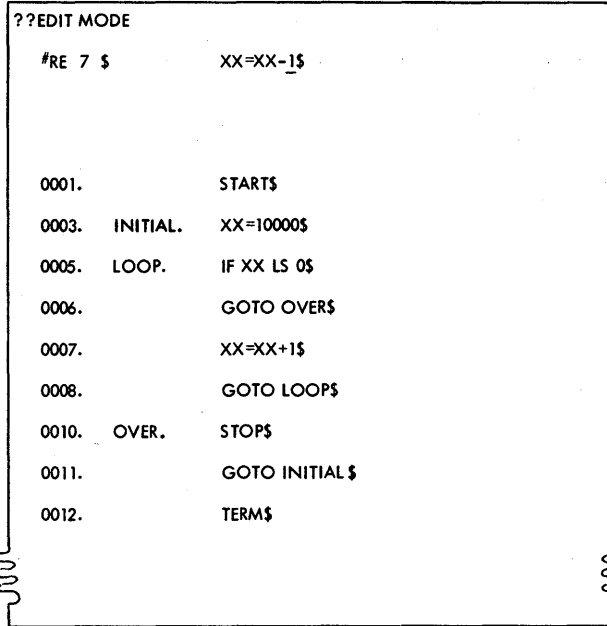 ??EDIT MODE
#RE 7 $ XX=XX-1$
0001. START$
0003. INITIAL. XX=10000$
0005. LOOP. IF XX LS 0$
0006. GOTO OVER$
0007. XX=XX+1$
0008. GOTO LOOP$
0010. OVER. STOP$
0011. GOTO INITIAL$
0012. TERM$